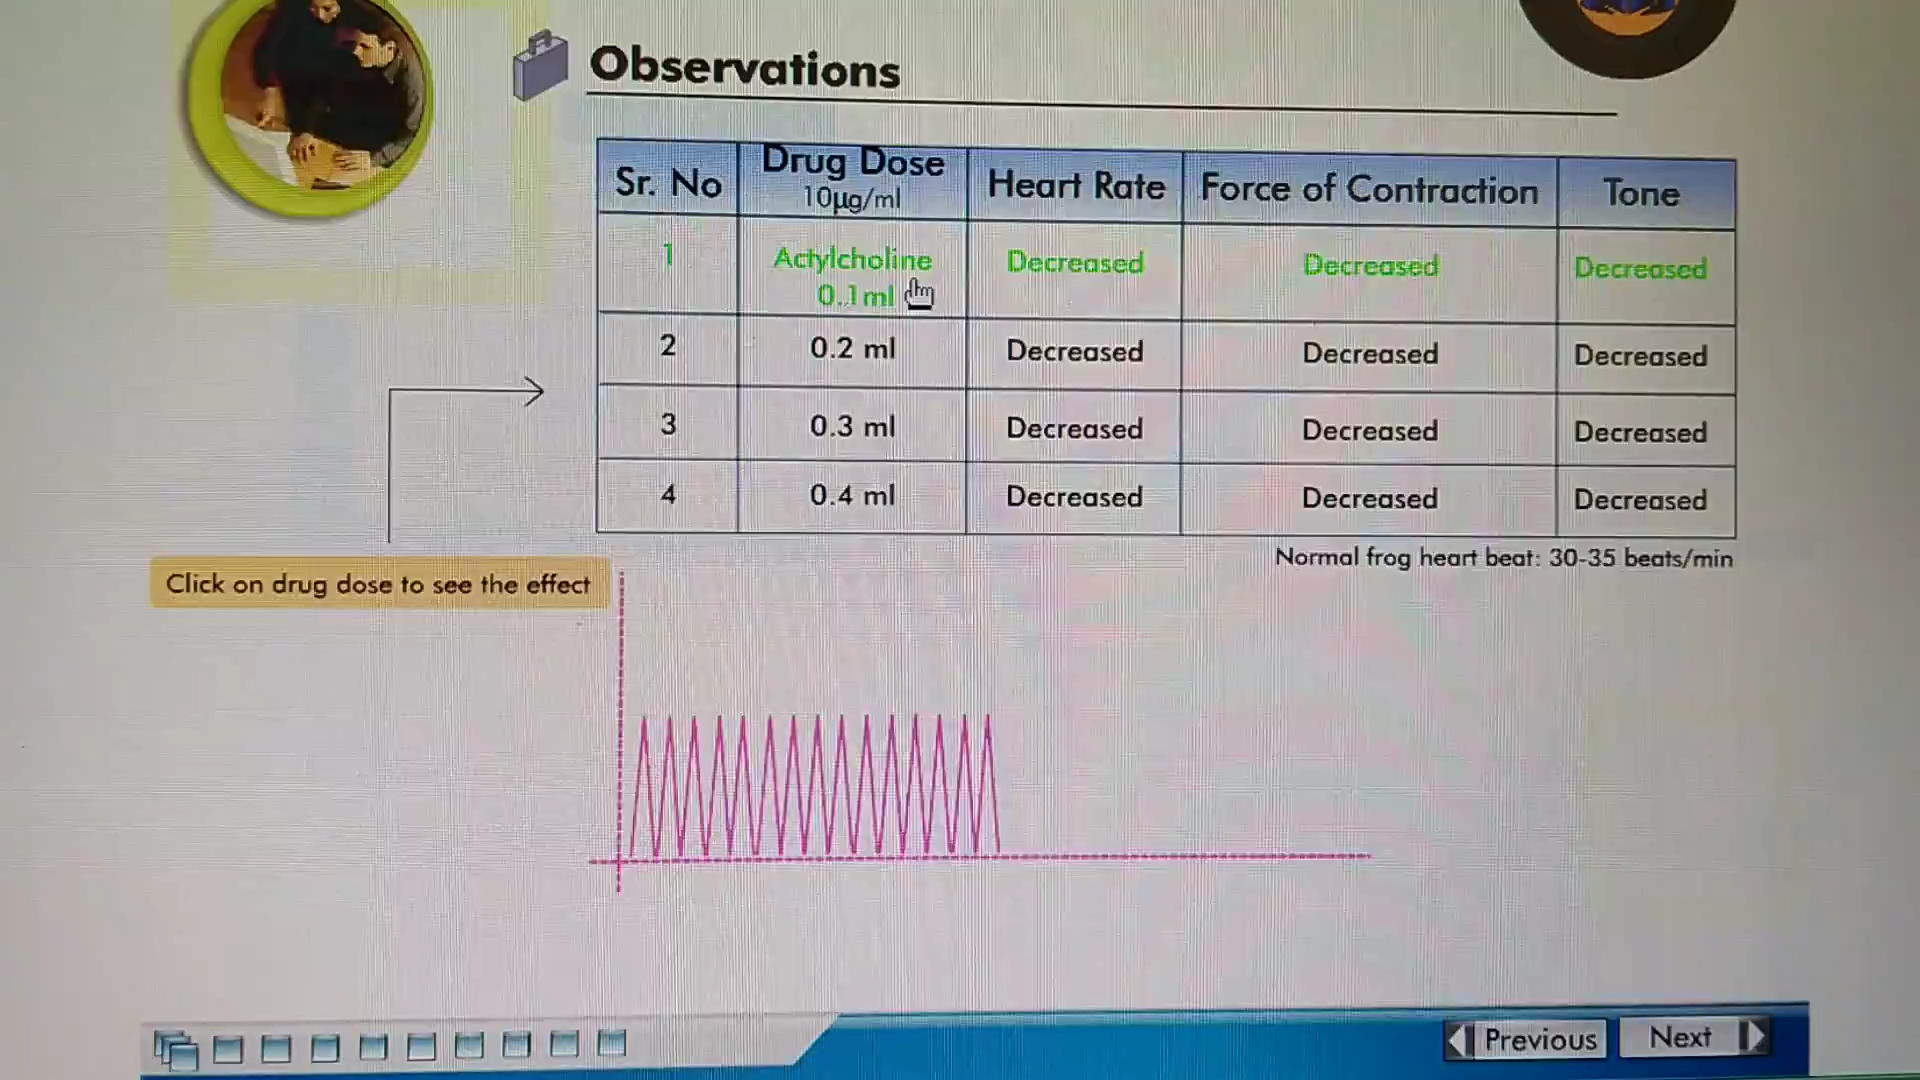 Observations
Sr. No
Drug Dose
10µg/ml
Heart Rate
Force of Contraction
Tone
1
Actylcholine
0.1 ml
Decreased
Decreased
Decreased
2
0.2 ml
Decreased
Decreased
Decreased
3
0.3 ml
Decreased
Decreased
Decreased
4
0.4 ml
Decreased
Decreased
Decreased
Normal frog heart beat: 30-35 beats/min
Click on drug dose to see the effect
Previous
Next